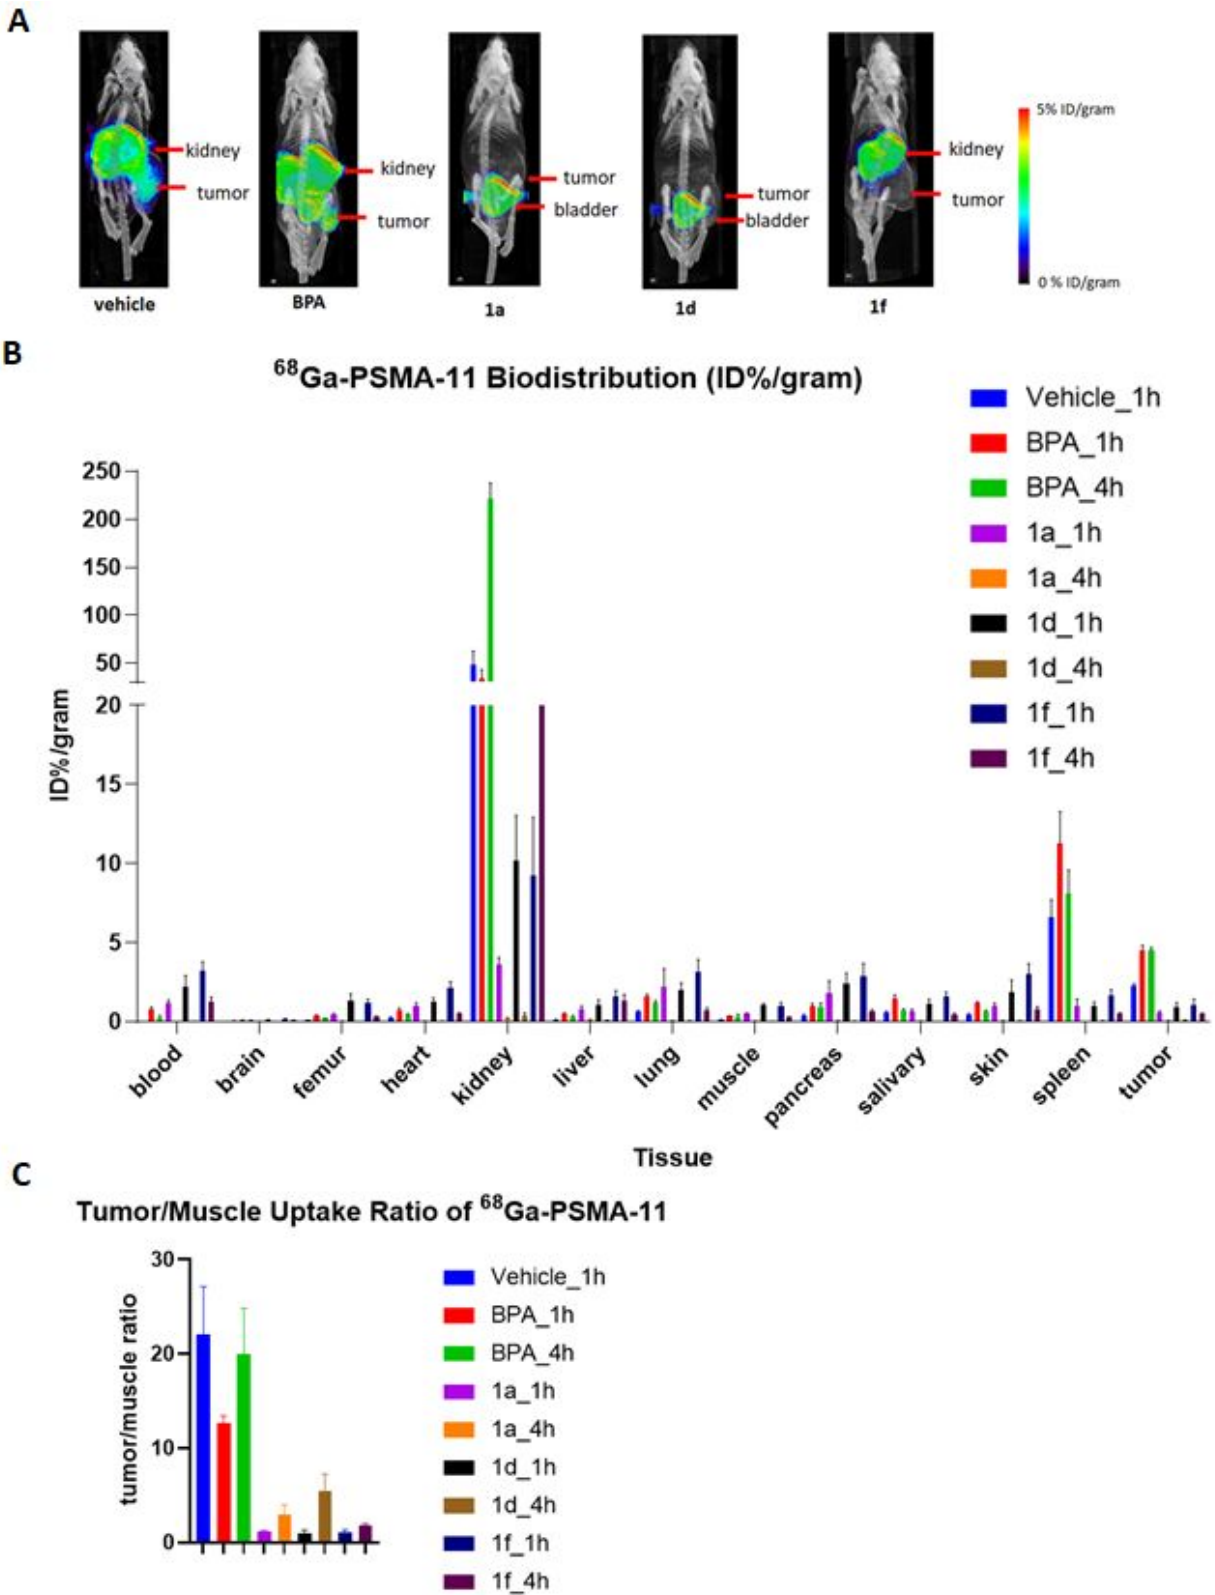 A
kidney
tumor
vehicle
kidney
tumor
BPA
tumor
bladder
1a
tumor
bladder
1d
kidney
tumor
1f
5% ID/gram
0 % ID/gram
B
68Ga-PSMA-11 Biodistribution (ID%/gram)
Vehicle_1h
BPA_1h
BPA_4h
1a_1h
1a_4h
1d_1h
1d_4h
1f_1h
1f_4h
ID%/gram
250
200
150
100
50
20
15
10
5
0
blood
brain
femur
heart
kidney
liver
lung
muscle
pancreas
salivary
skin
spleen
tumor
Tissue
C
Tumor/Muscle Uptake Ratio of 68Ga-PSMA-11
tumor/muscle ratio
30
20
10
0
Vehicle_1h
BPA_1h
BPA_4h
1a_1h
1a_4h
1d_1h
1d_4h
1f_1h
1f_4h